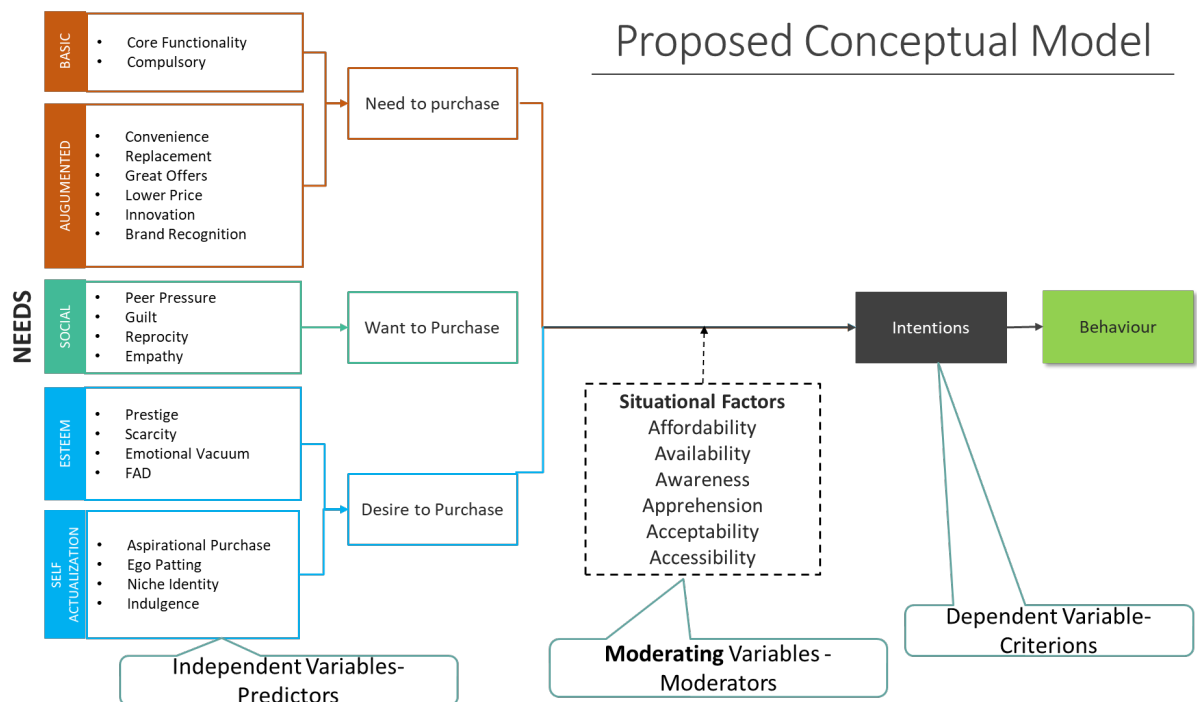 Proposed Conceptual Model
NEEDS
BASIC
• Core Functionality
• Compulsory
AUGUMENTED
• Convenience
• Replacement
• Great Offers
• Lower Price
• Innovation
• Brand Recognition
SOCIAL
• Peer Pressure
• Guilt
• Reprocity
• Empathy
ESTEEM
• Prestige
• Scarcity
• Emotional Vacuum
• FAD
SELF
ACTUALIZATION
• Aspirational Purchase
• Ego Patting
• Niche Identity
• Indulgence
Need to purchase
Want to Purchase
Desire to Purchase
Situational Factors
Affordability
Availability
Awareness
Apprehension
Acceptability
Accessibility
Intentions
Behaviour
Independent Variables-
Predictors
Moderating Variables -
Moderators
Dependent Variable-
Criterions